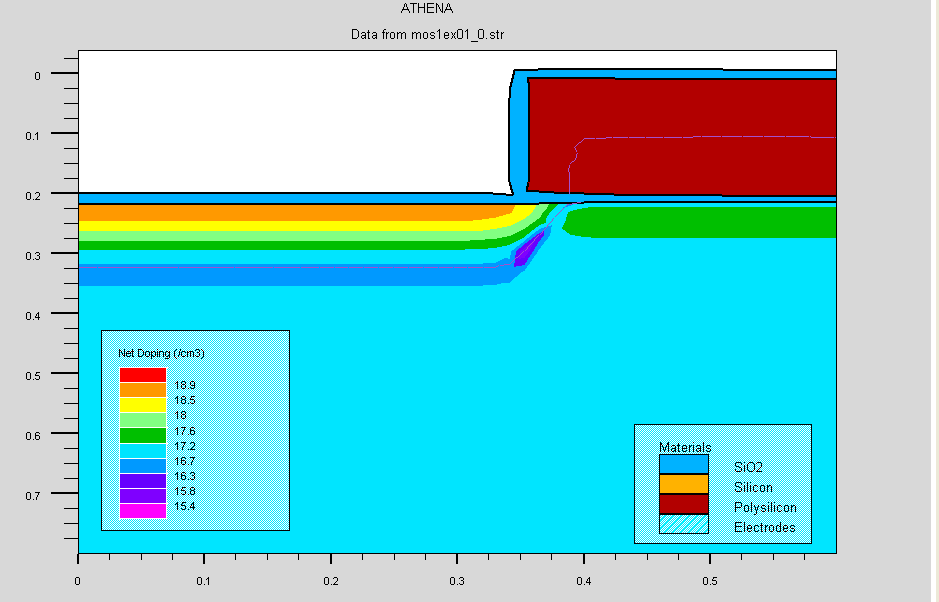 ATHENA
Data from mos1ex01_0.str
0
0.1
0.2
0.3
0.4
0.5
0.6
0.7
Net Doping (/cm3)
18.9
18.5
18
17.6
17.2
16.7
16.3
15.8
15.4
Materials
SiO2
Silicon
Polysilicon
Electrodes
0 0.1 0.2 0.3 0.4 0.5